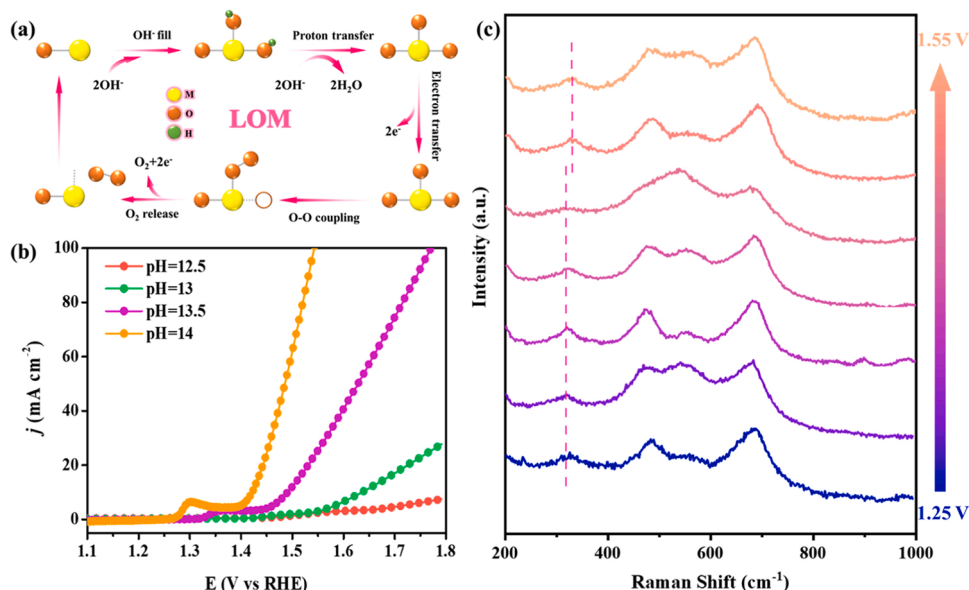 (a)
OH⁻ fill
2OH⁻
Proton transfer
2OH⁻
2H₂O
Electron transfer
2e⁻
M
O
H
LOM
O₂+2e⁻
O₂ release
O-O coupling
(b)
100
80
60
40
20
0
pH=12.5
pH=13
pH=13.5
pH=14
j (mA cm⁻²)
1.1 1.2 1.3 1.4 1.5 1.6 1.7 1.8
E (V vs RHE)
(c)
1.55 V
1.25 V
Intensity (a.u.)
200 400 600 800 1000
Raman Shift (cm⁻¹)